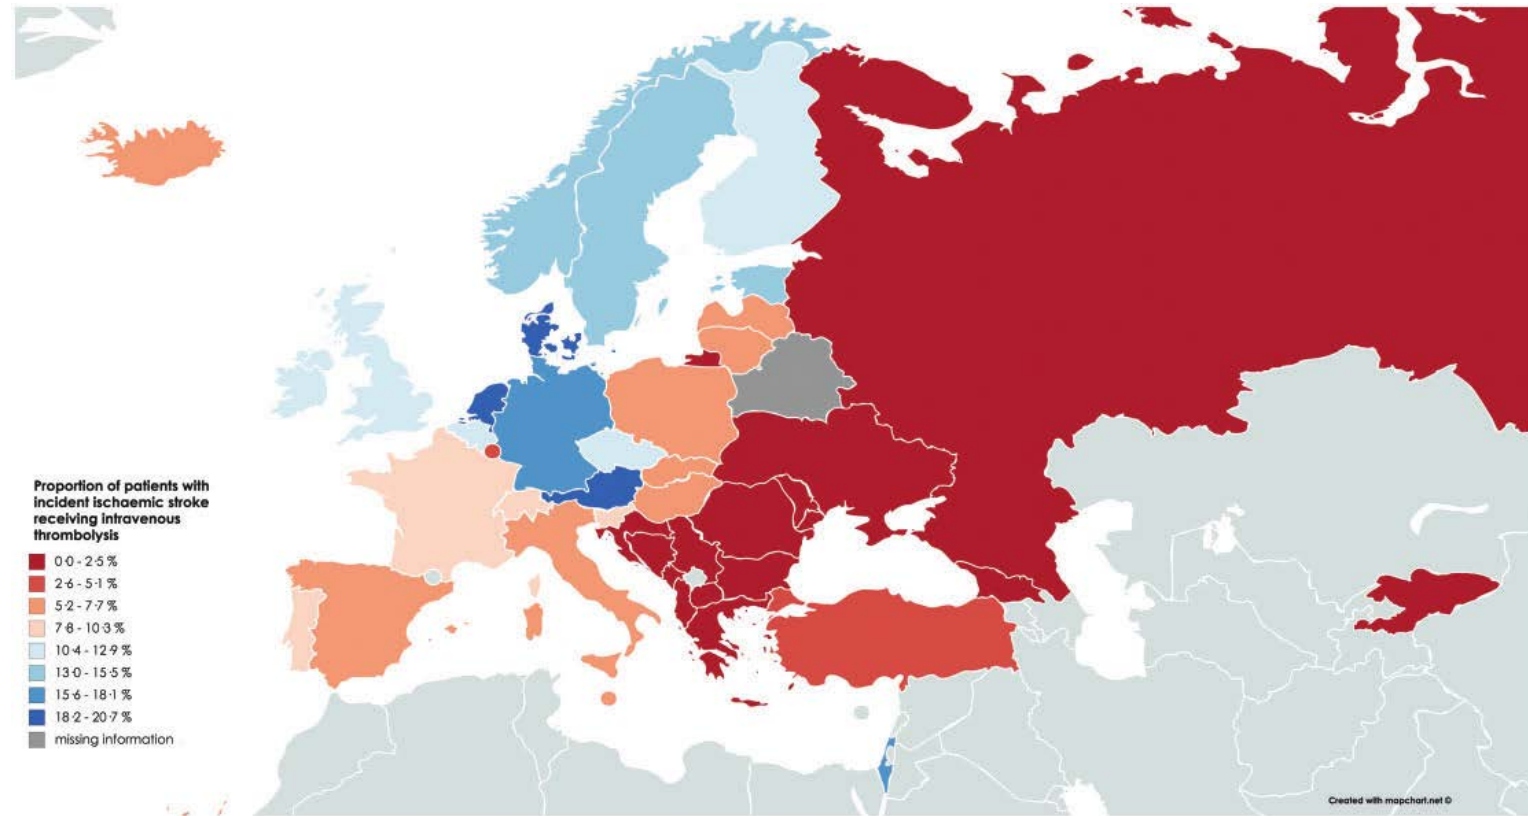 Proportion of patients with
incident ischaemic stroke
receiving intravenous
thrombolysis
0·0 - 2·5 %
2·6 - 5·1 %
5·2 - 7·7 %
7·8 - 10·3 %
10·4 - 12·9 %
13·0 - 15·5 %
15·6 - 18·1 %
18·2 - 20·7 %
missing information
Created with mapchart.net ©